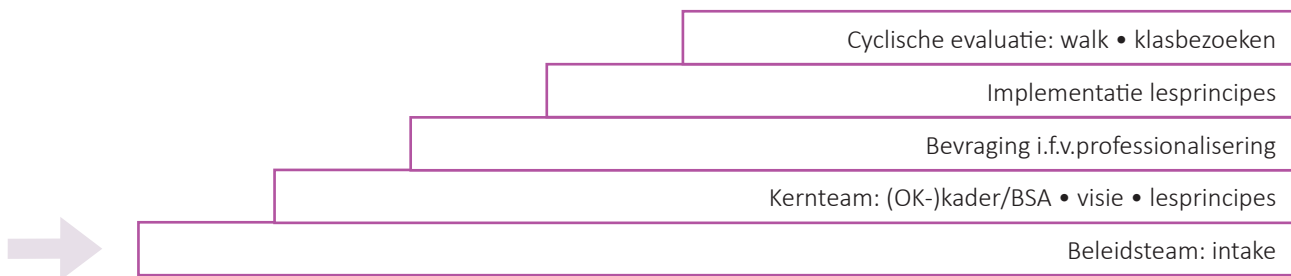 Cyclische evaluatie: walk • klasbezoeken
Implementatie lesprincipes
Bevraging i.f.v.professionalisering
Kernteam: (OK-)kader/BSA • visie • lesprincipes
Beleidsteam: intake